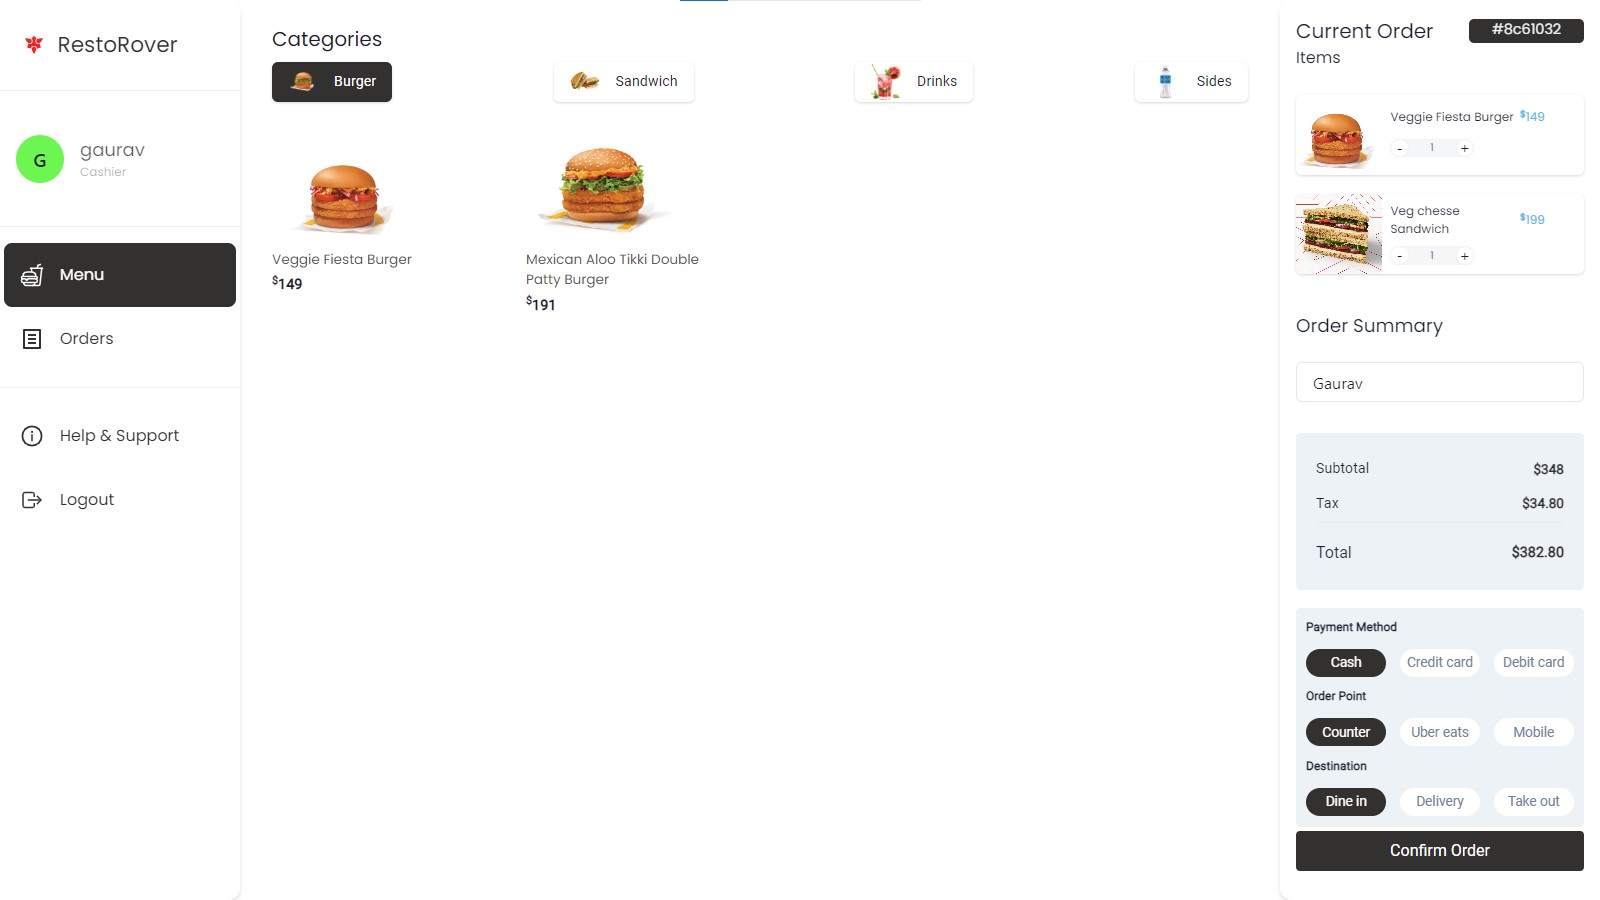 RestoRover
G
gaurav
Cashier
Menu
Orders
Help & Support
Logout
Categories
Burger
Sandwich
Drinks
Sides
Veggie Fiesta Burger
$149
Mexican Aloo Tikki Double
Patty Burger
$191
Current Order
#8c61032
Items
Veggie Fiesta Burger $149
- 1 +
Veg chesse
Sandwich
$199
- 1 +
Order Summary
Gaurav
Subtotal $348
Tax $34.80
Total $382.80
Payment Method
Cash Credit card Debit card
Order Point
Counter Uber eats Mobile
Destination
Dine in Delivery Take out
Confirm Order